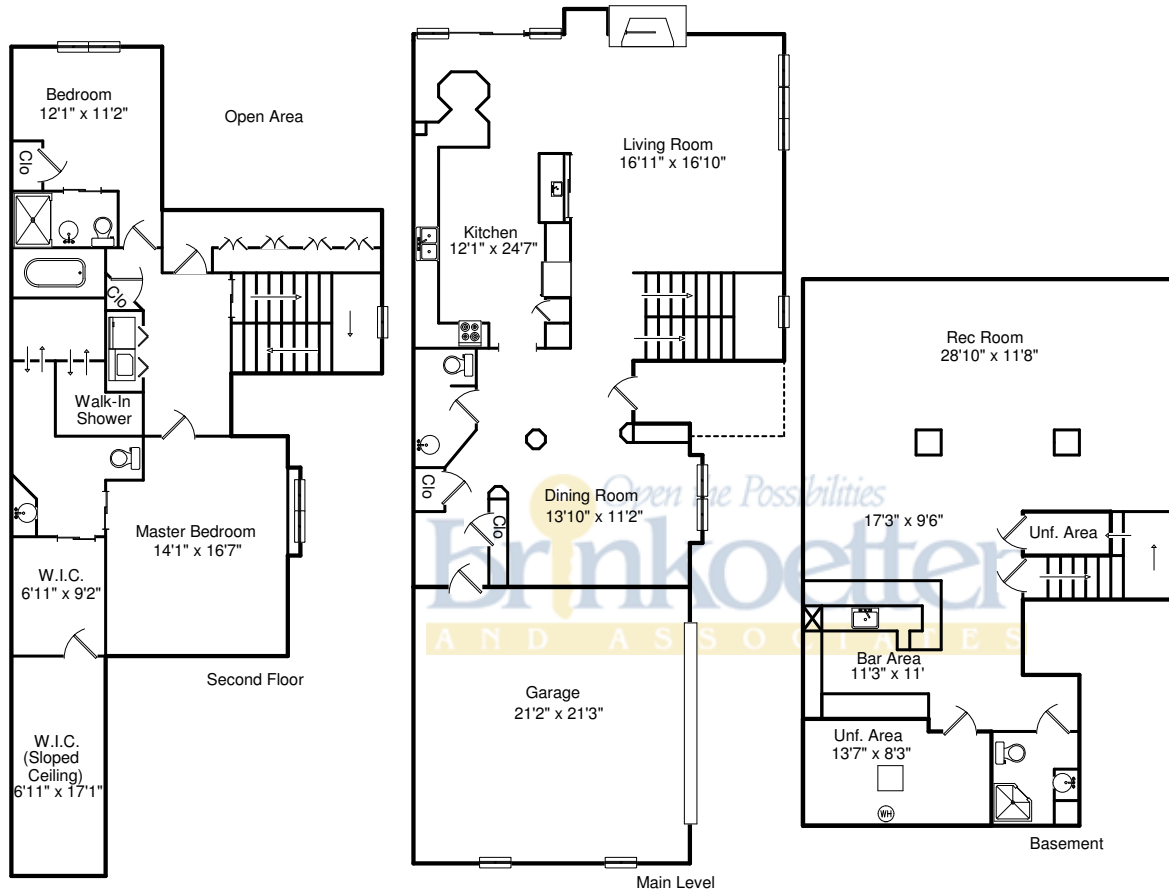 Bedroom
12'1" x 11'2"
Open Area
Clo
Clo
Walk-In
Shower
Master Bedroom
14'1" x 16'7"
W.I.C.
6'11" x 9'2"
Second Floor
W.I.C.
(Sloped
Ceiling)
6'11" x 17'1"
Living Room
16'11" x 16'10"
Kitchen
12'1" x 24'7"
Clo
Clo
Dining Room
13'10" x 11'2"
Garage
21'2" x 21'3"
Main Level
Open the Possibilities
Brinkoetter
AND ASSOCIATES
Rec Room
28'10" x 11'8"
17'3" x 9'6"
Unf. Area
Bar Area
11'3" x 11'
Unf. Area
13'7" x 8'3"
WH
Basement